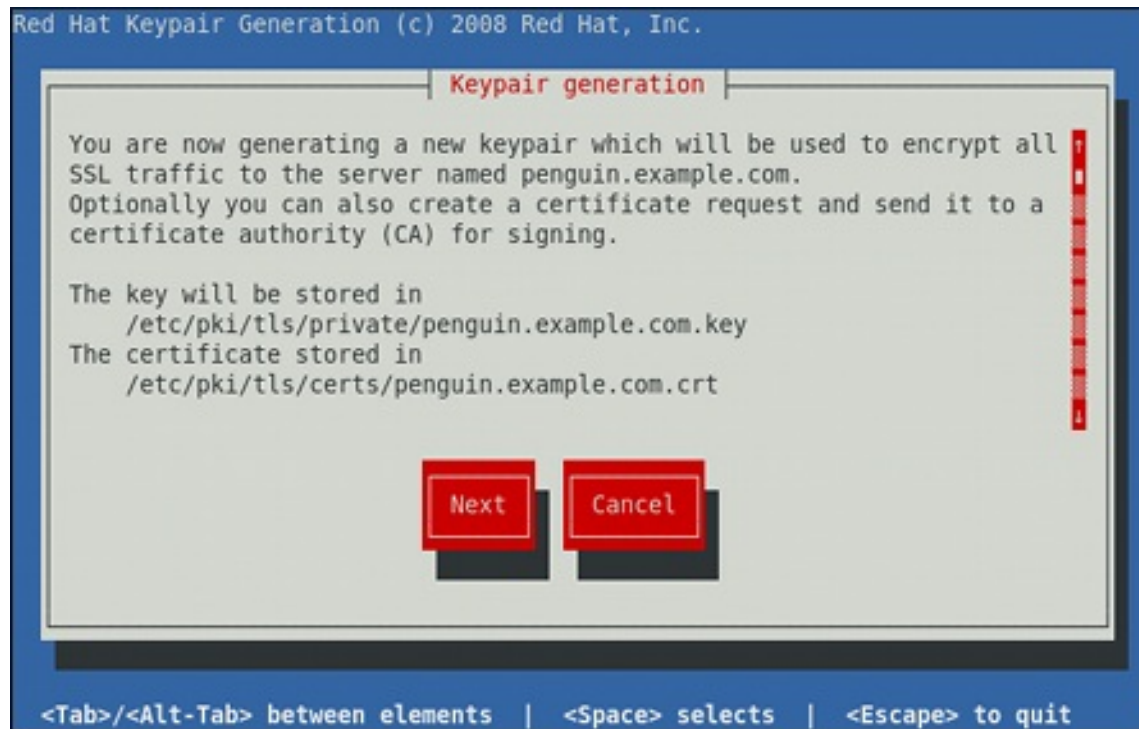 Red Hat Keypair Generation (c) 2008 Red Hat, Inc.
Keypair generation
You are now generating a new keypair which will be used to encrypt all
SSL traffic to the server named penguin.example.com.
Optionally you can also create a certificate request and send it to a
certificate authority (CA) for signing.
The key will be stored in
/etc/pki/tls/private/penguin.example.com.key
The certificate stored in
/etc/pki/tls/certs/penguin.example.com.crt
Next Cancel
<Tab>/<Alt-Tab> between elements | <Space> selects | <Escape> to quit